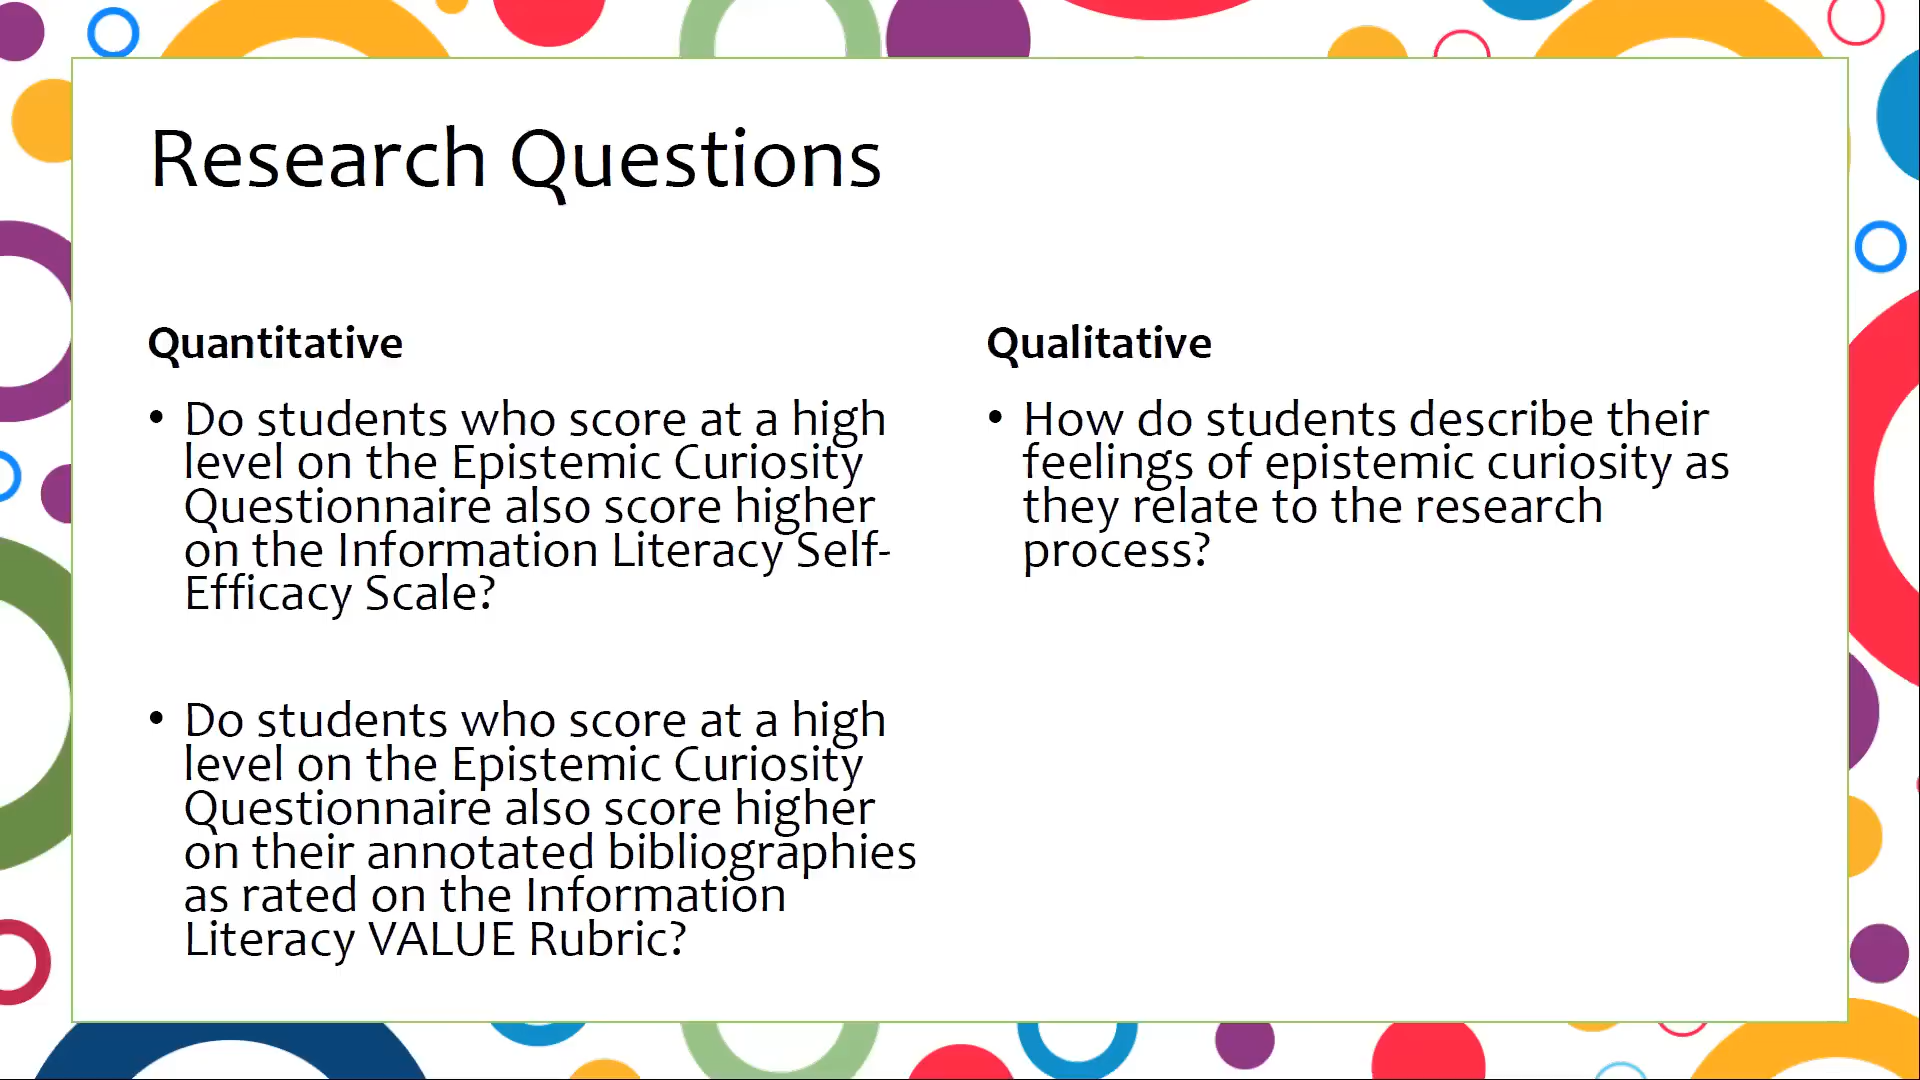 Research Questions
Quantitative
• Do students who score at a high
level on the Epistemic Curiosity
Questionnaire also score higher
on the Information Literacy Self-
Efficacy Scale?
• Do students who score at a high
level on the Epistemic Curiosity
Questionnaire also score higher
on their annotated bibliographies
as rated on the Information
Literacy VALUE Rubric?
Qualitative
• How do students describe their
feelings of epistemic curiosity as
they relate to the research
process?